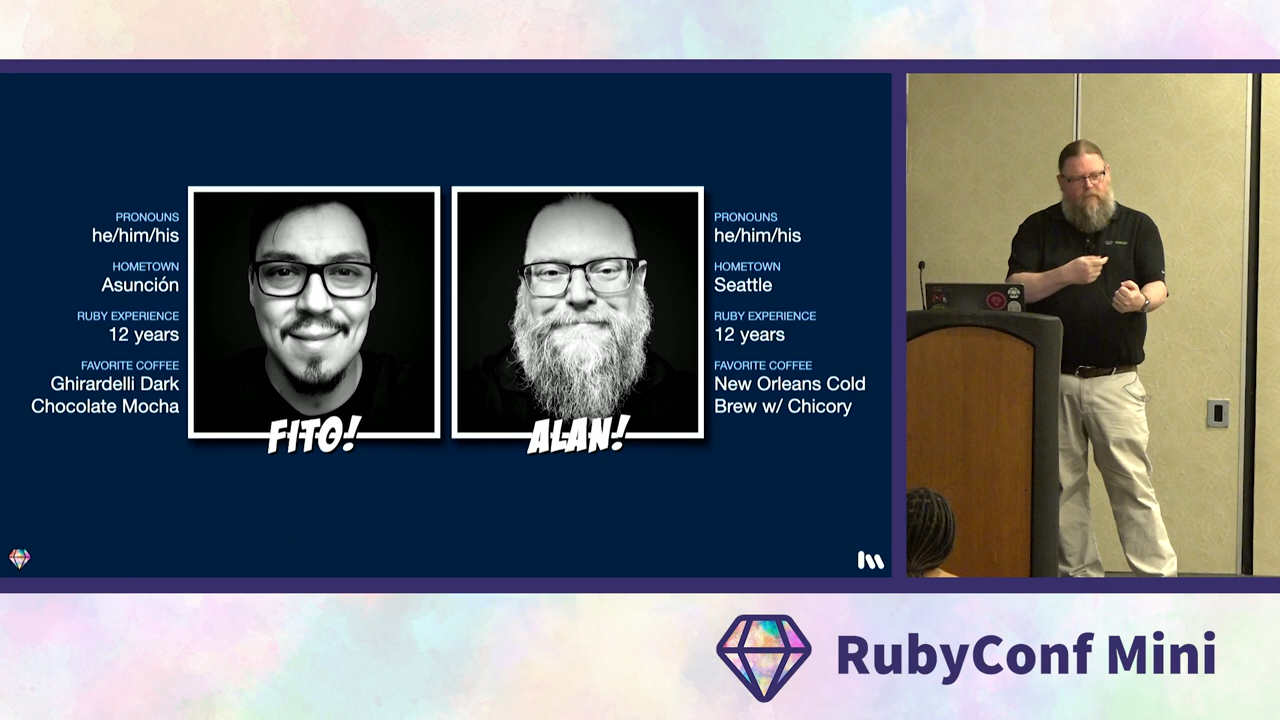 PRONOUNS
he/him/his
HOMETOWN
Asunción
RUBY EXPERIENCE
12 years
FAVORITE COFFEE
Ghirardelli Dark
Chocolate Mocha
FITO!
ALAN!
PRONOUNS
he/him/his
HOMETOWN
Seattle
RUBY EXPERIENCE
12 years
FAVORITE COFFEE
New Orleans Cold
Brew w/ Chicory
RubyConf Mini